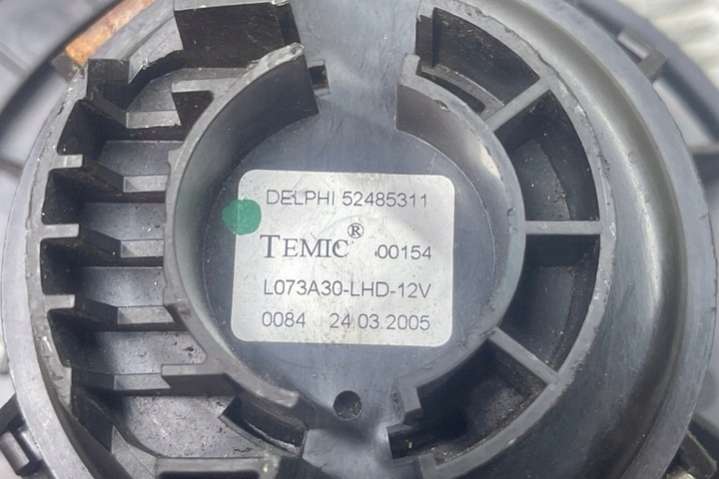 DELPHI 52485311
TEMIC® 00154
L073A30-LHD-12V
0084 24.03.2005